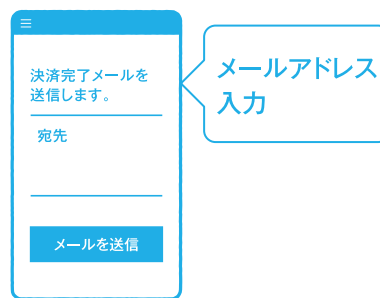 決済完了メールを
送信します。
宛先
メールを送信
メールアドレス
入力